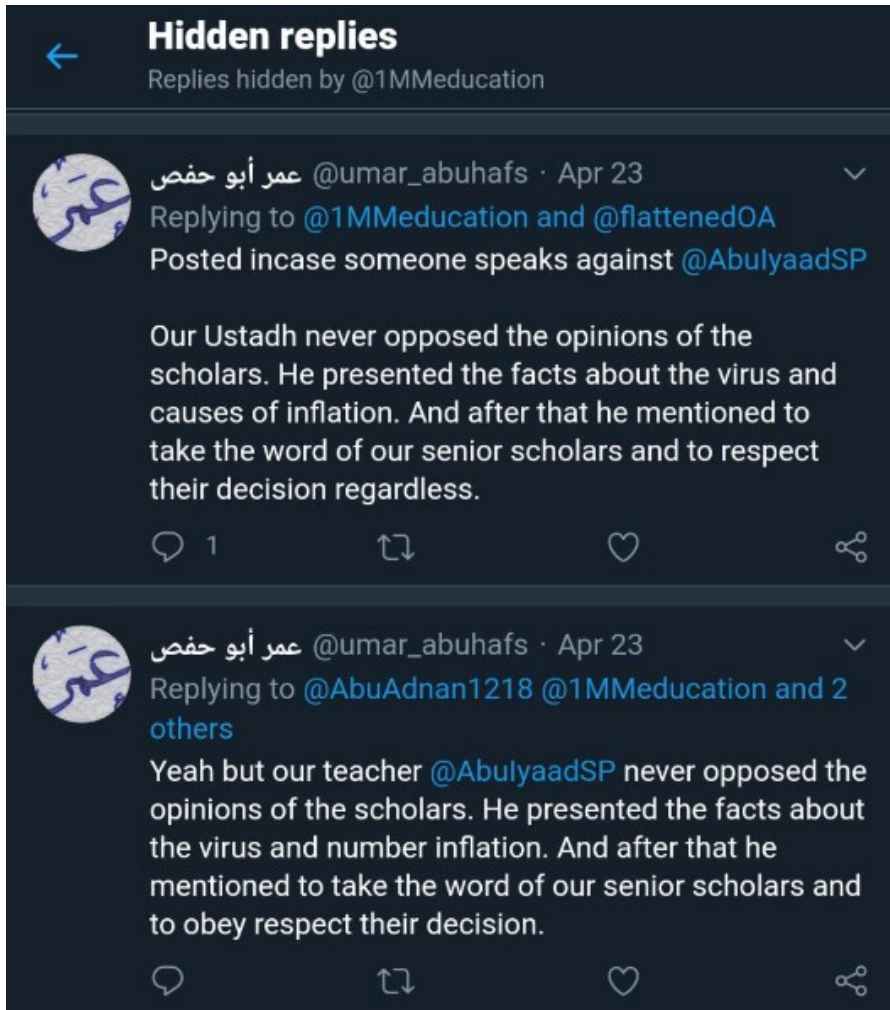 Hidden replies
Replies hidden by @1MMeducation
عمر أبو حفص @umar_abuhafs · Apr 23
Replying to @1MMeducation and @flattenedOA
Posted incase someone speaks against @AbuIyaadSP
Our Ustadh never opposed the opinions of the
scholars. He presented the facts about the virus and
causes of inflation. And after that he mentioned to
take the word of our senior scholars and to respect
their decision regardless.
1
عمر أبو حفص @umar_abuhafs · Apr 23
Replying to @AbuAdnan1218 @1MMeducation and 2
others
Yeah but our teacher @AbuIyaadSP never opposed the
opinions of the scholars. He presented the facts about
the virus and number inflation. And after that he
mentioned to take the word of our senior scholars and
to obey respect their decision.